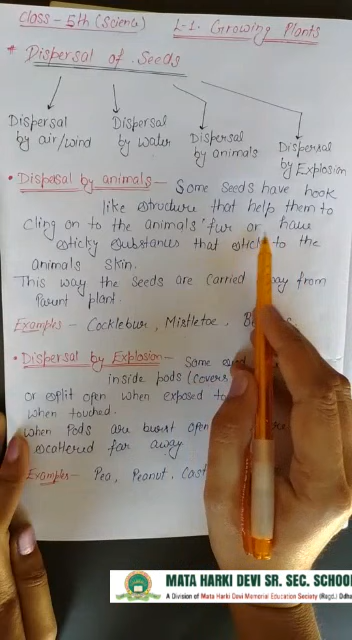 Class - 5th (Science) L-1. Growing Plants
* Dispersal of Seeds
Dispersal by air/wind
Dispersal by water
Dispersal by animals
Dispersal by Explosion
• Dispersal by animals - Some Seeds have hook
like structure that help them to
cling on to the animals' fur or have
sticky substance that stick to the
animals skin.
This way the seeds are carried away from
Parent plant.
Examples - Cocklebur, Mistletoe,
• Dispersal by Explosion - Some
inside pods (covers
or split open when exposed to
when touched.
when Pods are burst open
scattered far away
Examples - Pea, Peanut,
MATA HARKI DEVI SR. SEC. SCHOOL
A Division of Mata Harki Devi Memorial Education Society (Regd.)